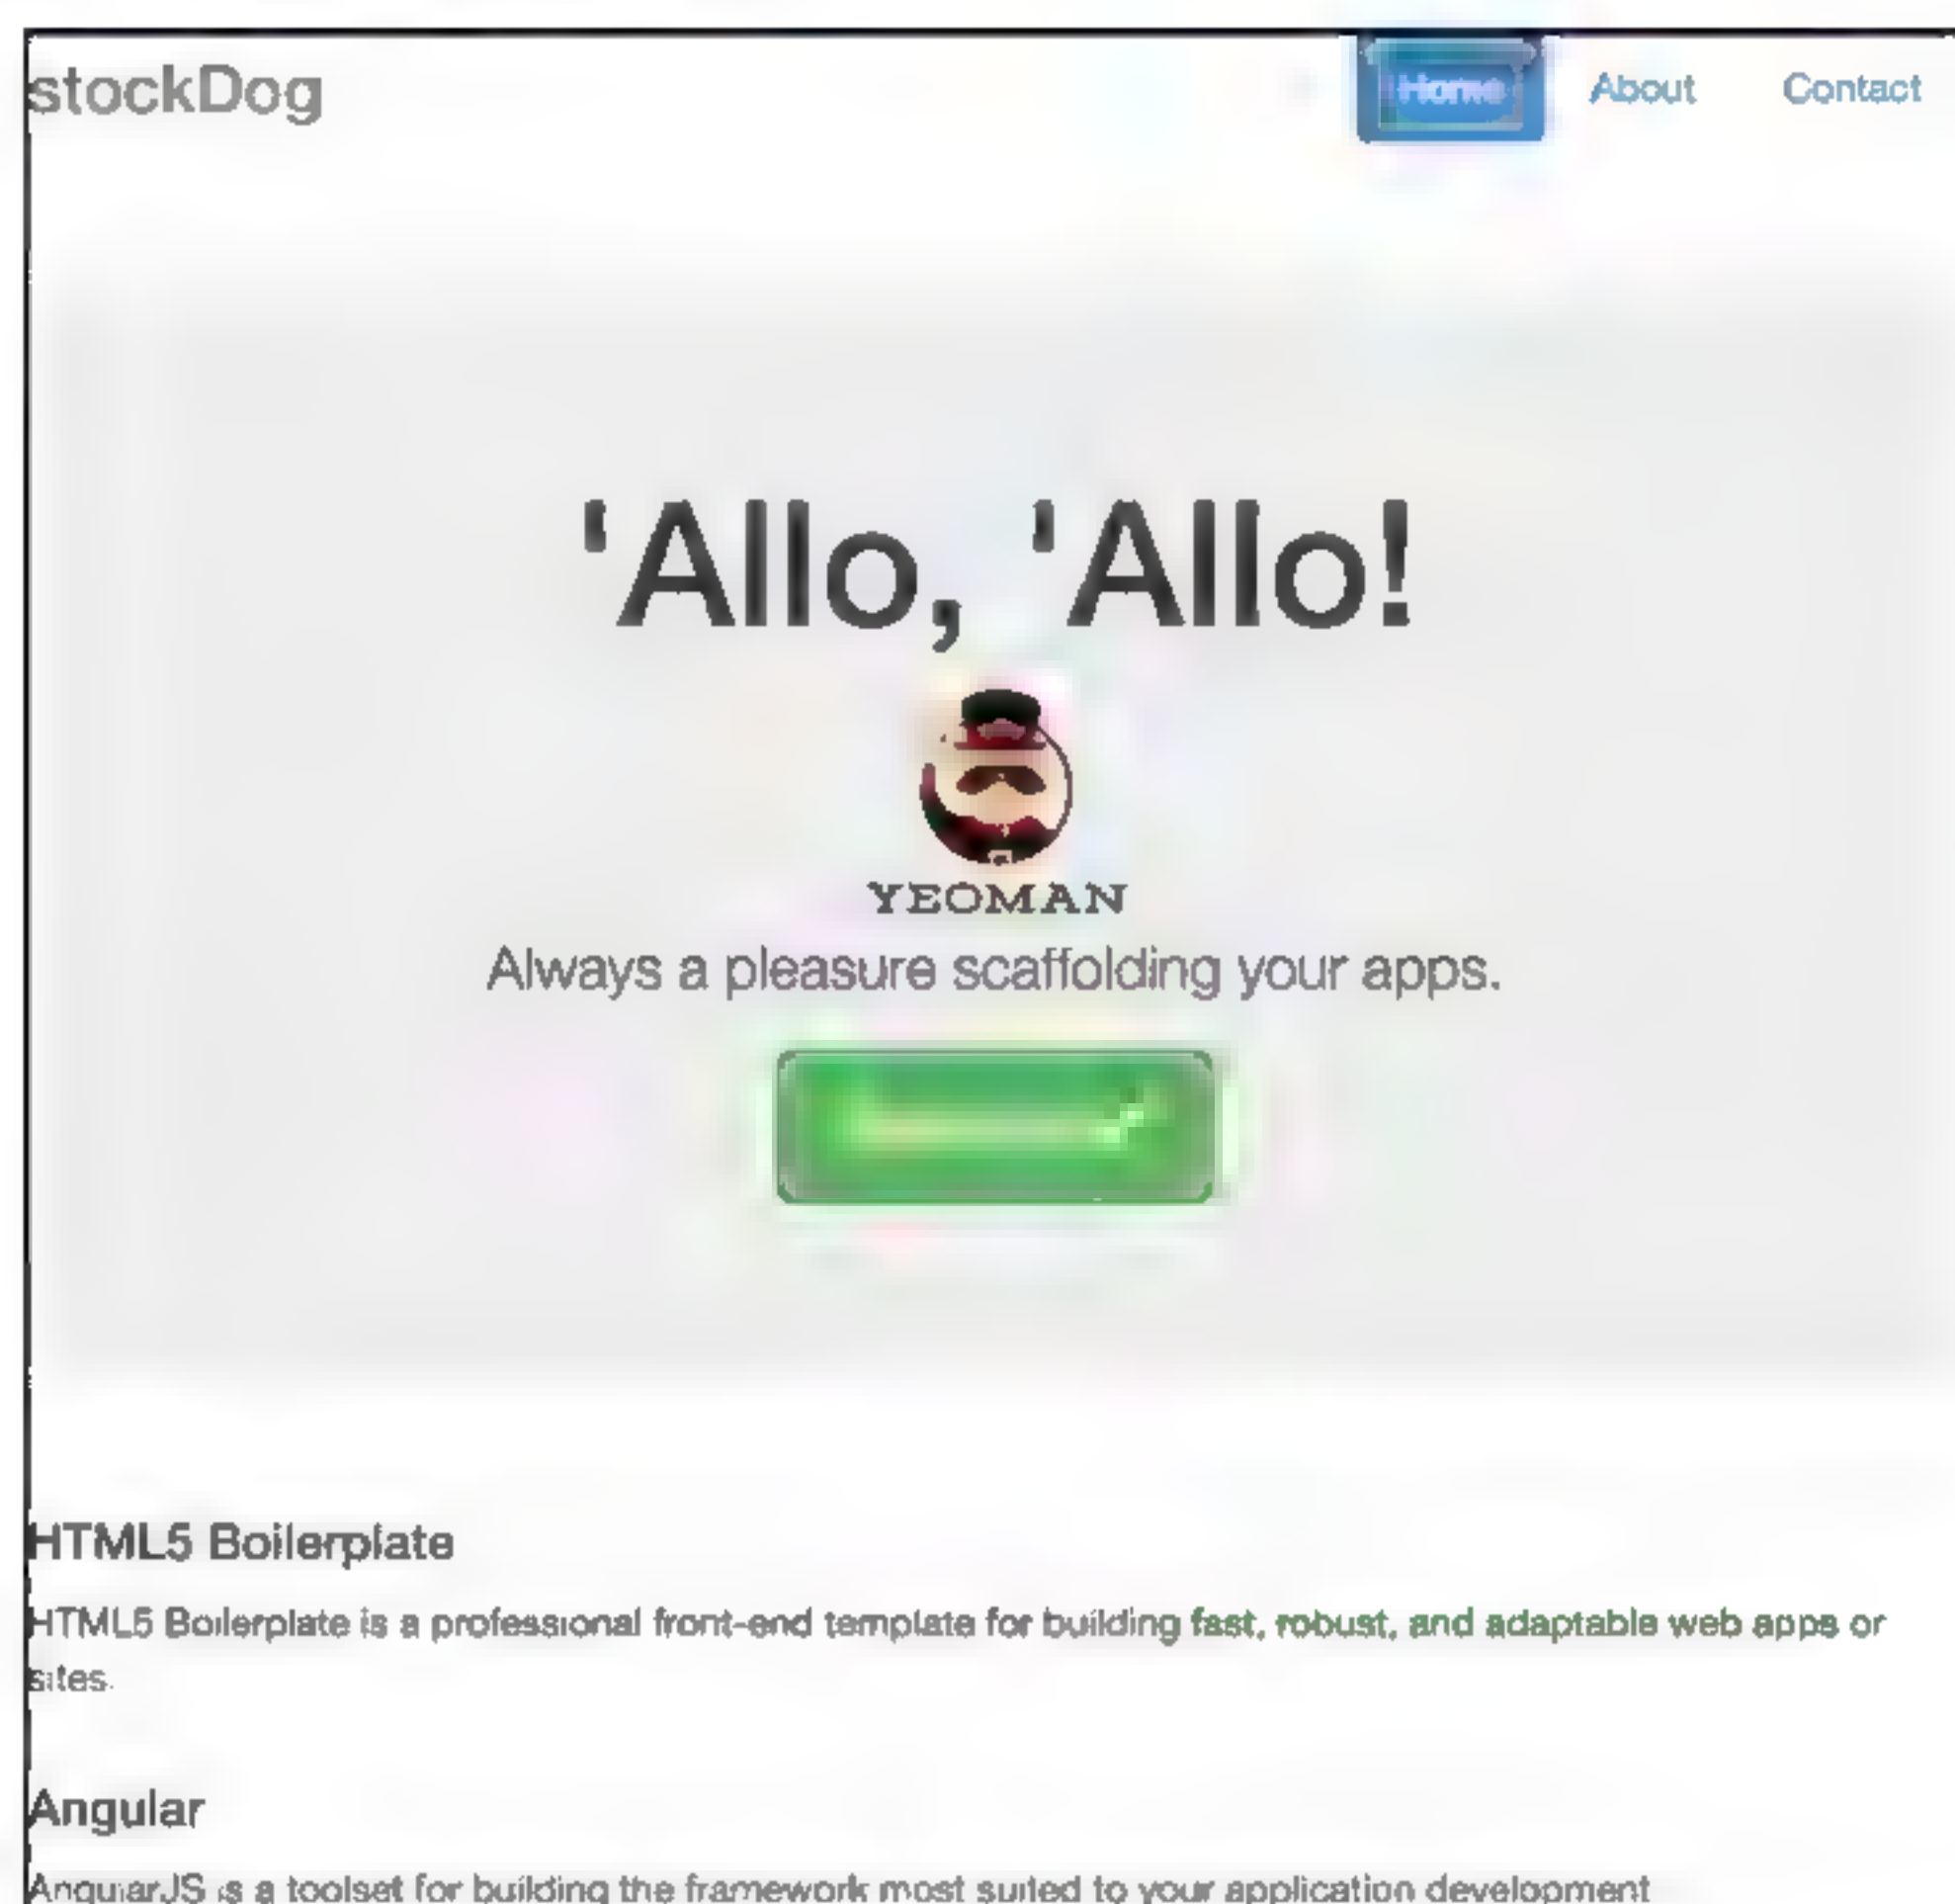 stockDog
Home About Contact
'Allo, 'Allo!
YEOMAN
Always a pleasure scaffolding your apps.
HTML5 Boilerplate
HTML5 Boilerplate is a professional front-end template for building fast, robust, and adaptable web apps or
sites.
Angular
AngularJS is a toolset for building the framework most suited to your application development